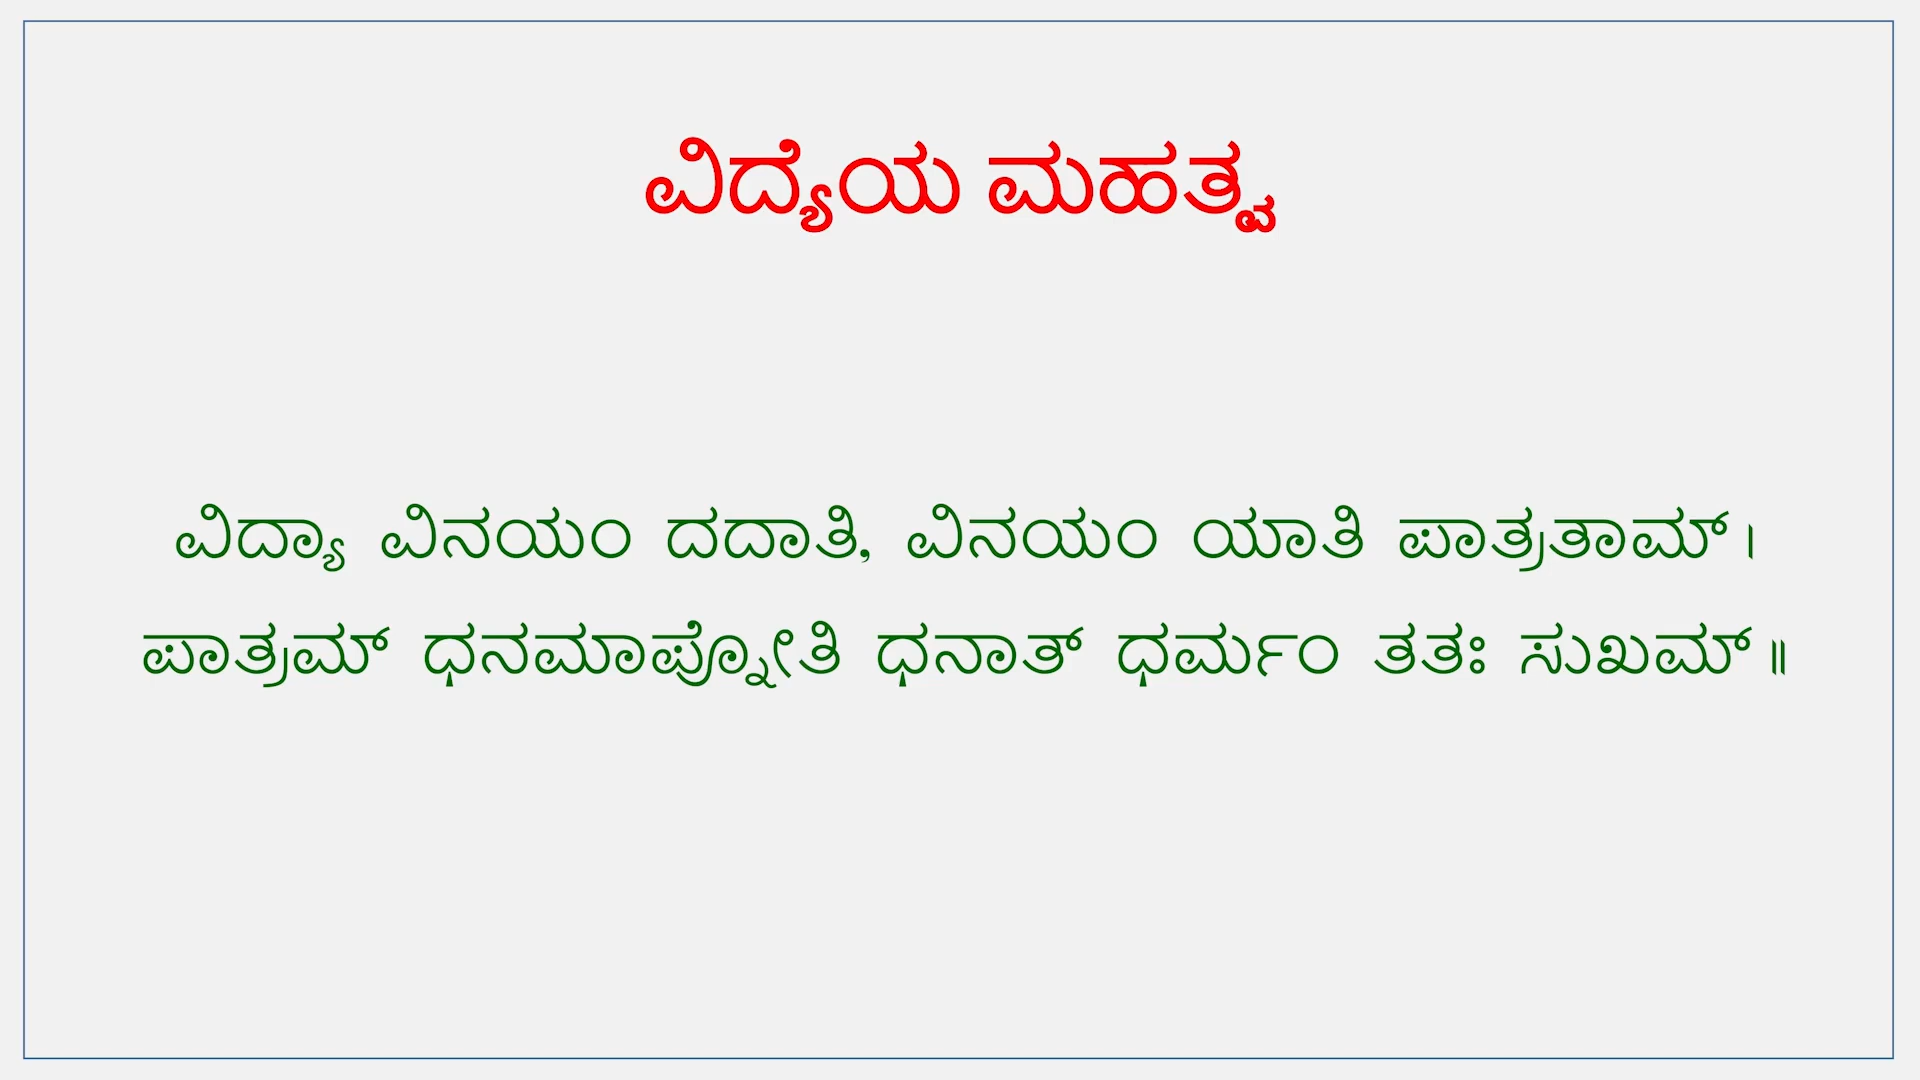 ವಿದ್ಯೆಯ ಮಹತ್ವ
ವಿದ್ಯಾ ವಿನಯಂ ದದಾತಿ, ವಿನಯಂ ಯಾತಿ ಪಾತ್ರತಾಮ್ ।
ಪಾತ್ರಮ್ ಧನಮಾಪ್ನೋತಿ ಧನಾತ್ ಧರ್ಮಂ ತತಃ ಸುಖಮ್ ॥